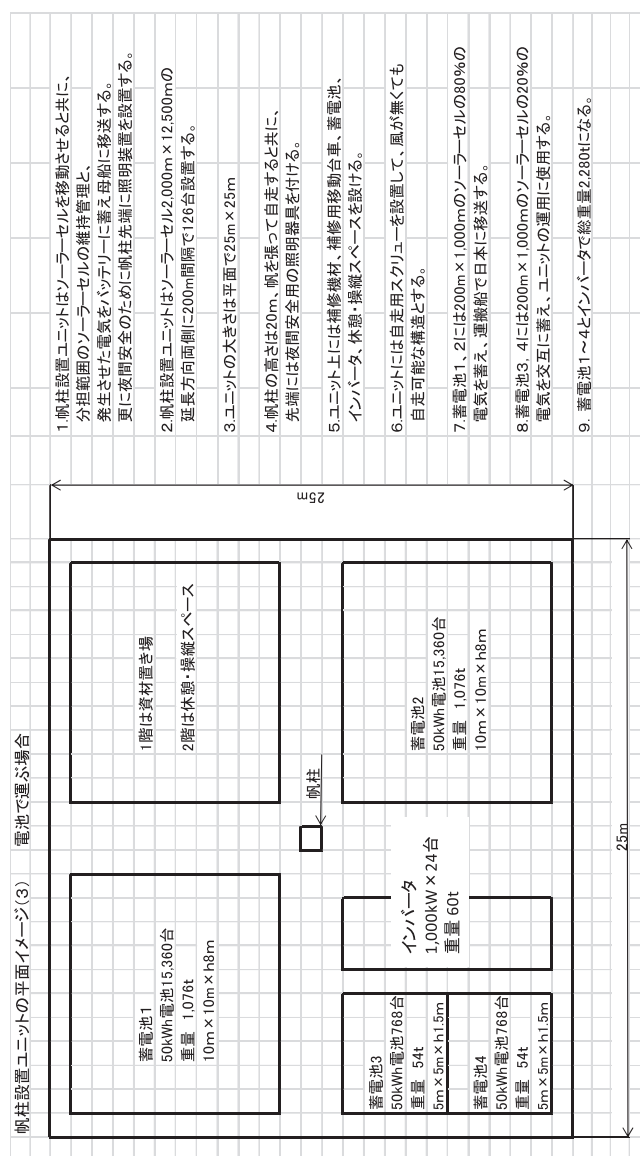 帆柱設置ユニットの平面イメージ（３）　電池で運ぶ場合
蓄電池1
50kWh電池15,360台
重量　1,076t
10m×10m×h8m
1階は資材置き場
2階は休憩・操縦スペース
帆柱
蓄電池3
50kWh電池768台
重量　54t
5m×5m×h1.5m
蓄電池4
50kWh電池768台
重量　54t
5m×5m×h1.5m
インバータ
1,000kW×24台
重量 60t
蓄電池2
50kWh電池15,360台
重量　1,076t
10m×10m×h8m
25m
25m
1.帆柱設置ユニットはソーラーセルを移動させると共に、
分担範囲のソーラーセルの維持管理と、
発生させた電気をバッテリーに蓄え母船に移送する。
更に夜間安全のために帆柱先端に照明装置を設置する。
2.帆柱設置ユニットはソーラーセル2,000m×12,500mの
延長方向両側に200m間隔で126台設置する。
3.ユニットの大きさは平面で25m×25m
4.帆柱の高さは20m、帆を張って自走すると共に、
先端には夜間安全用の照明器具を付ける。
5.ユニット上には補修機材、補修用移動台車、蓄電池、
インバータ、休憩・操縦スペースを設ける。
6.ユニットには自走用スクリューを設置して、風が無くても
自走可能な構造とする。
7.蓄電池1、2には200m×1,000mのソーラーセルの80%の
電気を蓄え、運搬船で日本に移送する。
8.蓄電池3，4には200m×1,000mのソーラーセルの20%の
電気を交互に蓄え、ユニットの運用に使用する。
9．蓄電池1～4とインバータで総重量2,280tになる。